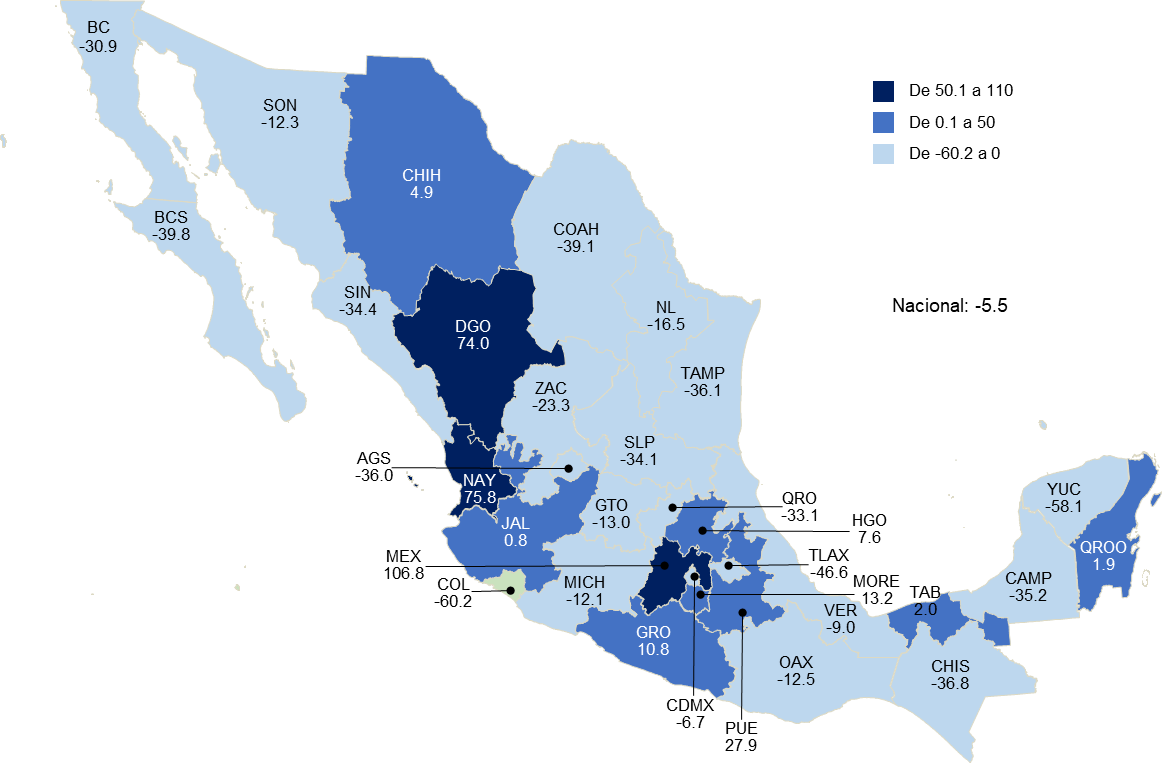 BC
-30.9
SON
-12.3
De 50.1 a 110
De 0.1 a 50
De -60.2 a 0
CHIH
4.9
BCS
-39.8
COAH
-39.1
SIN
-34.4
NL
-16.5
Nacional: -5.5
DGO
74.0
TAMP
-36.1
ZAC
-23.3
SLP
-34.1
AGS
-36.0
NAY
75.8
GTO
-13.0
QRO
-33.1
YUC
-58.1
JAL
0.8
HGO
7.6
QROO
1.9
MEX
106.8
TLAX
-46.6
COL
-60.2
MICH
-12.1
MORE
13.2
TAB
2.0
CAMP
-35.2
VER
-9.0
GRO
10.8
OAX
-12.5
CHIS
-36.8
CDMX
-6.7
PUE
27.9